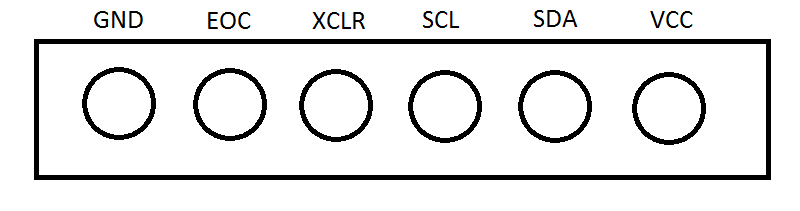 GND EOC XCLR SCL SDA VCC